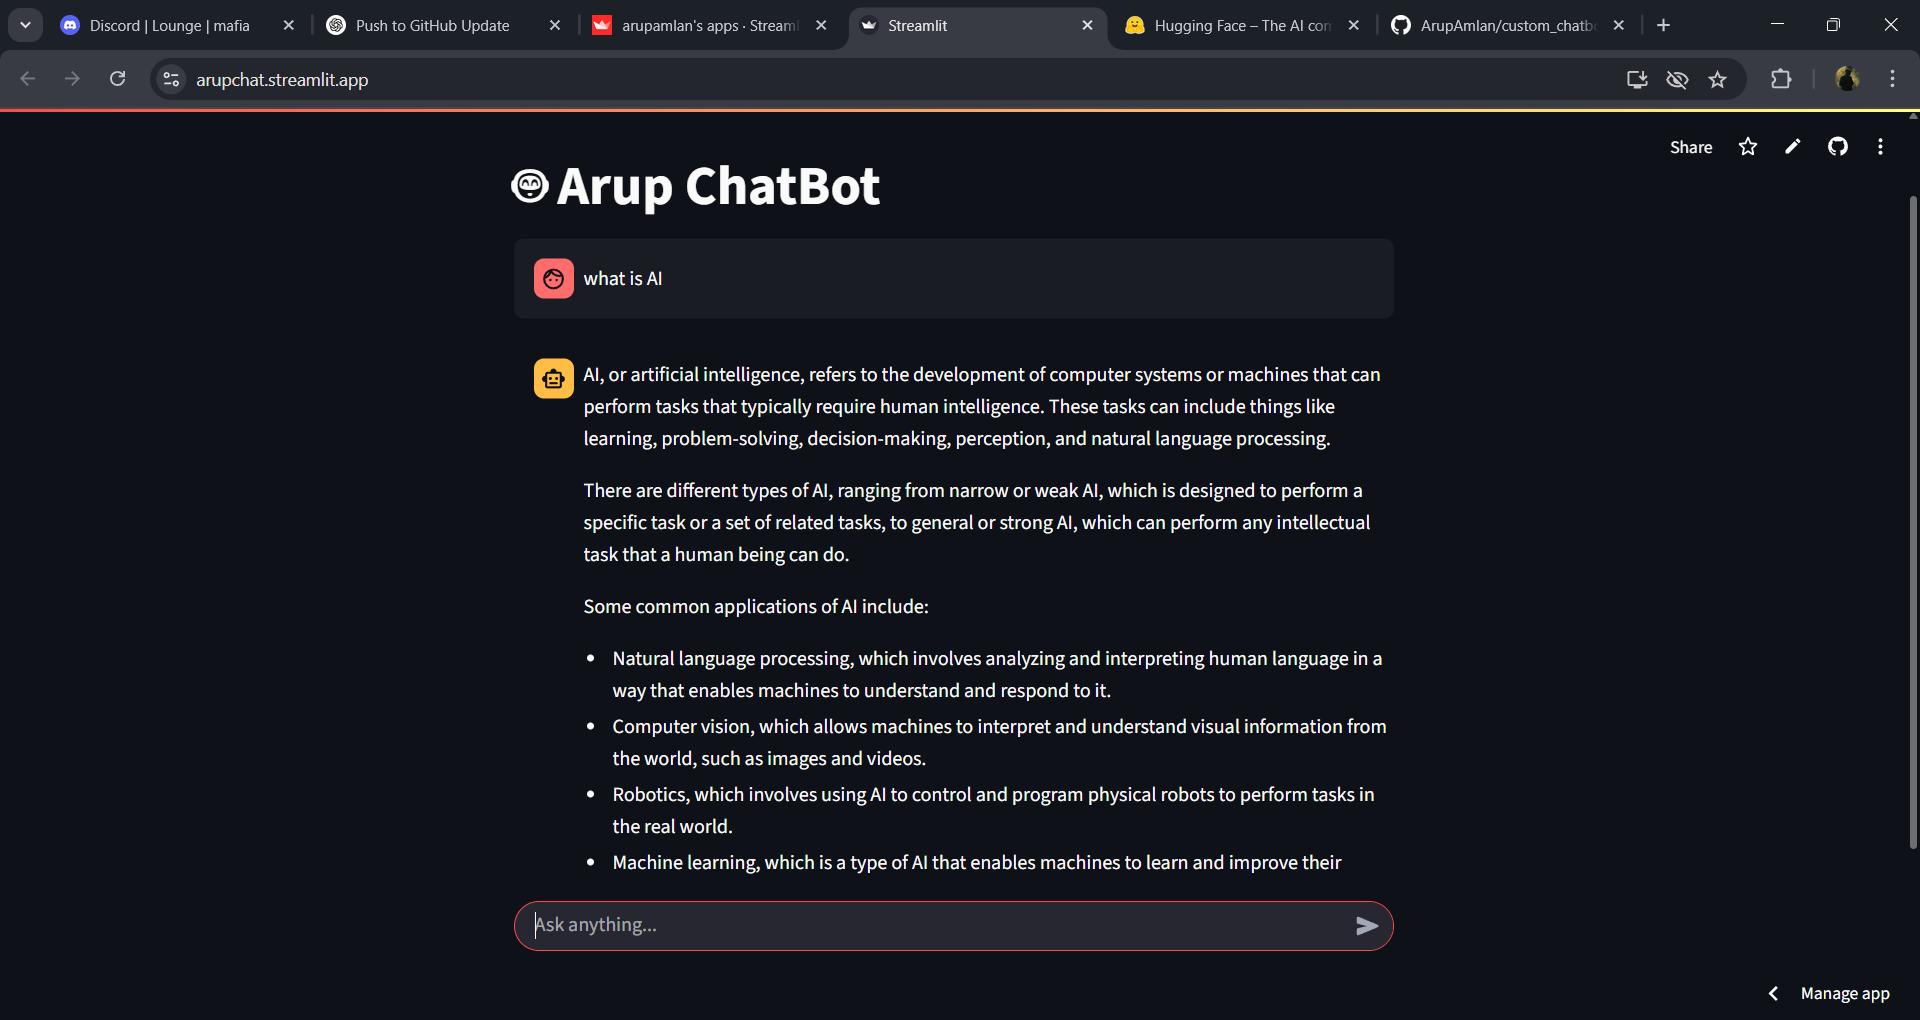 Discord | Lounge | mafia
Push to GitHub Update
arupamlan's apps · Streaml
Streamlit
Hugging Face – The AI com
ArupAmlan/custom_chatb
arupchat.streamlit.app
Share
Arup ChatBot
what is AI
AI, or artificial intelligence, refers to the development of computer systems or machines that can
perform tasks that typically require human intelligence. These tasks can include things like
learning, problem-solving, decision-making, perception, and natural language processing.
There are different types of AI, ranging from narrow or weak AI, which is designed to perform a
specific task or a set of related tasks, to general or strong AI, which can perform any intellectual
task that a human being can do.
Some common applications of AI include:
• Natural language processing, which involves analyzing and interpreting human language in a
way that enables machines to understand and respond to it.
• Computer vision, which allows machines to interpret and understand visual information from
the world, such as images and videos.
• Robotics, which involves using AI to control and program physical robots to perform tasks in
the real world.
• Machine learning, which is a type of AI that enables machines to learn and improve their
Ask anything...
Manage app